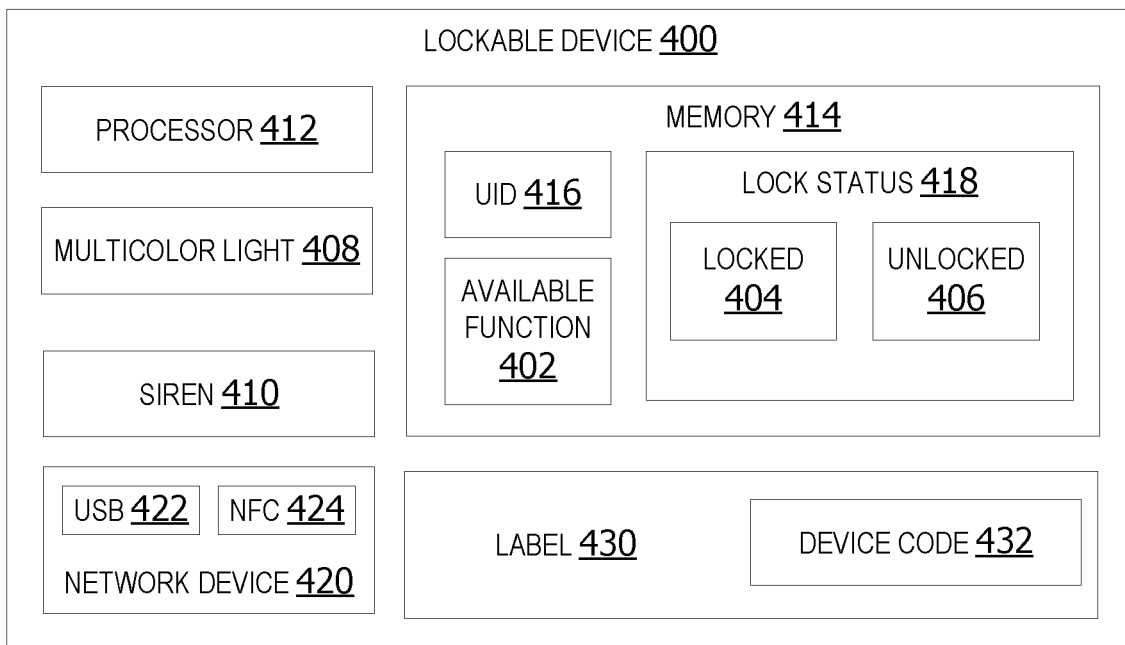 LOCKABLE DEVICE 400
PROCESSOR 412
MULTICOLOR LIGHT 408
SIREN 410
USB 422
NFC 424
NETWORK DEVICE 420
MEMORY 414
UID 416
AVAILABLE
FUNCTION
402
LOCK STATUS 418
LOCKED
404
UNLOCKED
406
LABEL 430
DEVICE CODE 432